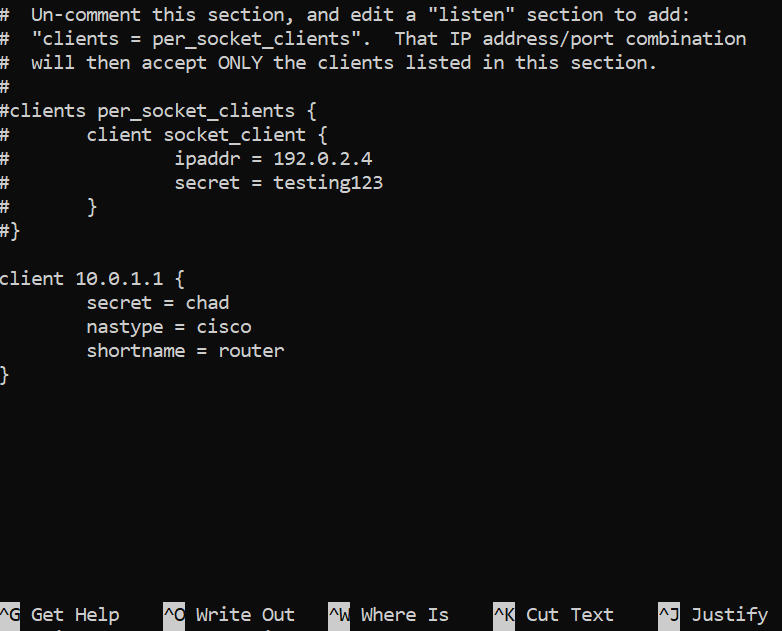 #  Un-comment this section, and edit a "listen" section to add:
#  "clients = per_socket_clients".  That IP address/port combination
#  will then accept ONLY the clients listed in this section.
#
#clients per_socket_clients {
#       client socket_client {
#               ipaddr = 192.0.2.4
#               secret = testing123
#       }
#}
client 10.0.1.1 {
        secret = chad
        nastype = cisco
        shortname = router
}
^G Get Help    ^O Write Out   ^W Where Is    ^K Cut Text    ^J Justify